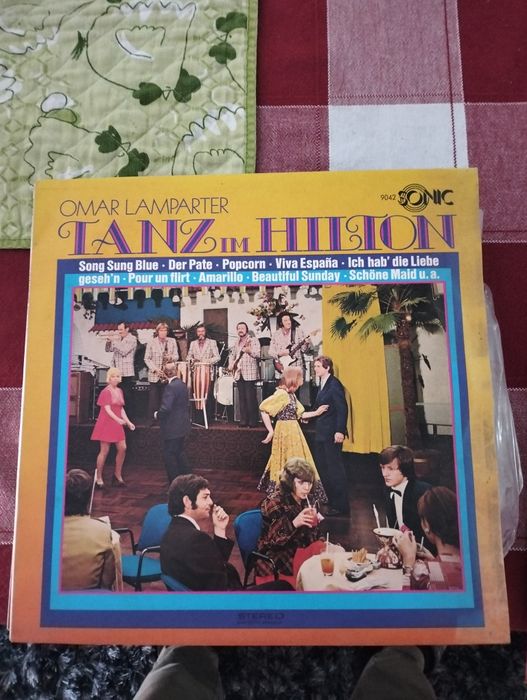 9042 SONIC
OMAR LAMPARTER
TANZ IM HILTON
Song Sung Blue · Der Pate · Popcorn · Viva España · Ich hab' die Liebe
geseh'n · Pour un flirt · Amarillo · Beautiful Sunday · Schöne Maid u. a.
STEREO